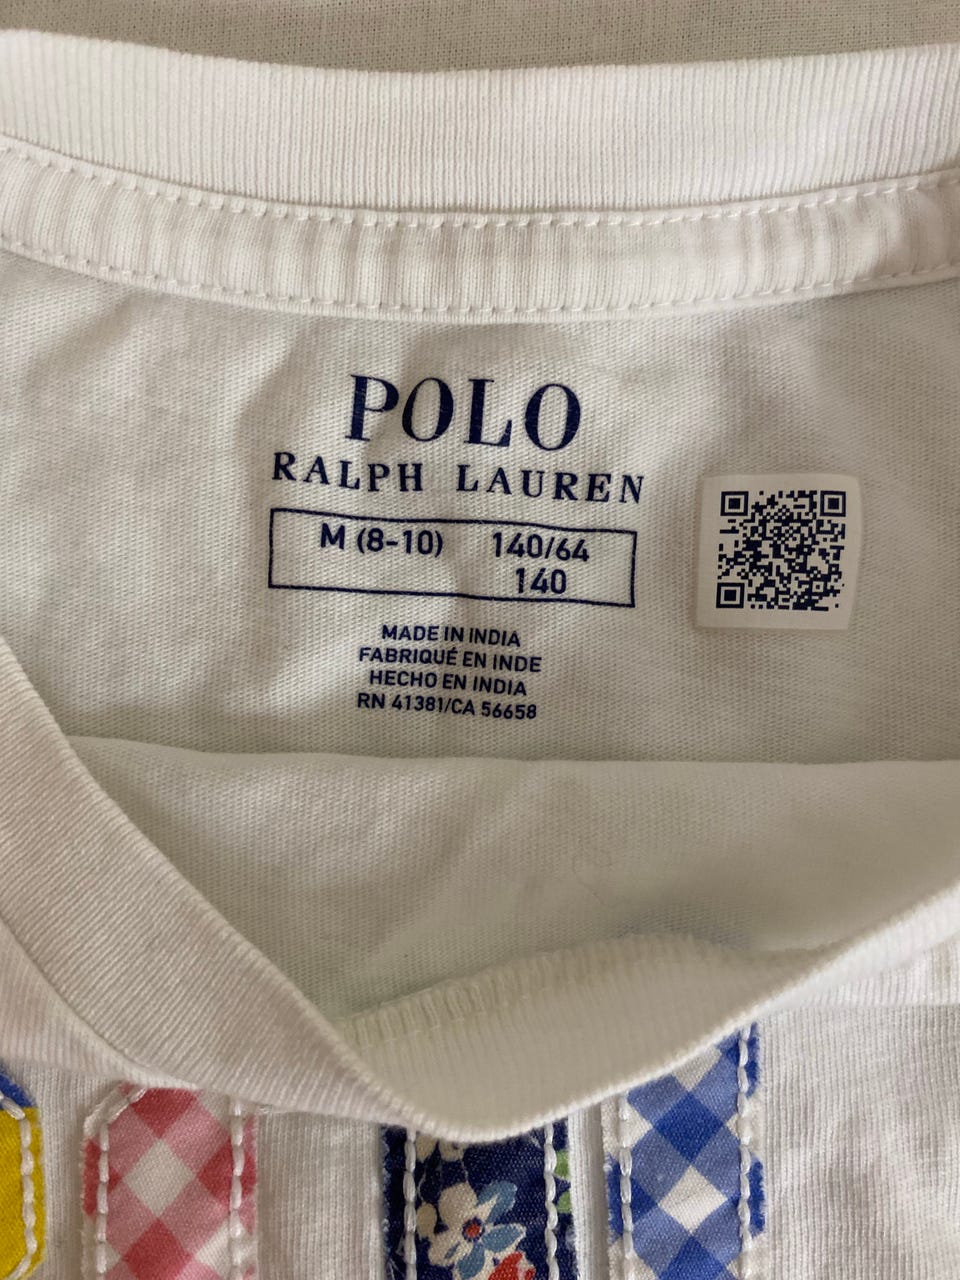 POLO
RALPH LAUREN
M (8-10) 140/64
140
MADE IN INDIA
FABRIQUÉ EN INDE
HECHO EN INDIA
RN 41381/CA 56658